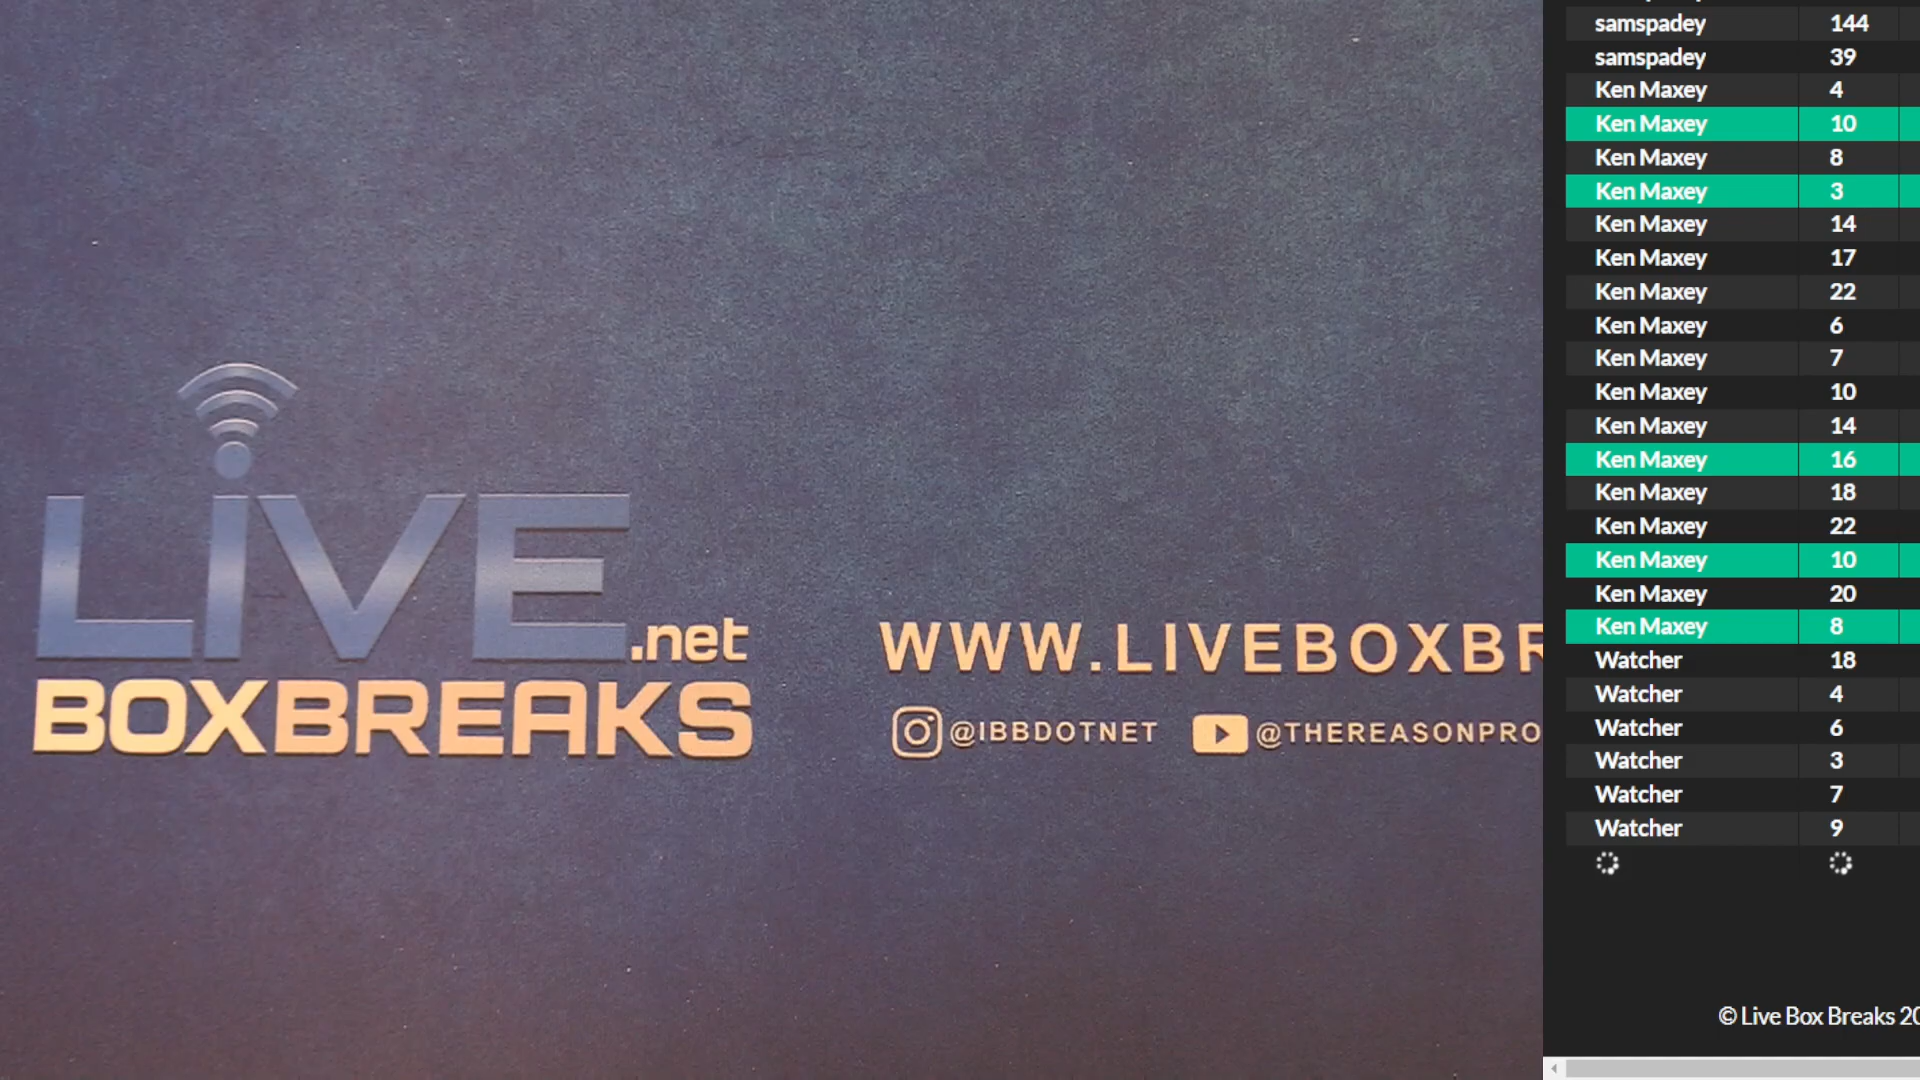 LIVE
.net
BOXBREAKS
WWW.LIVEBOXBR
@IBBDOTNET @THEREASONPRO
samspadey 144
samspadey 39
Ken Maxey 4
Ken Maxey 10
Ken Maxey 8
Ken Maxey 3
Ken Maxey 14
Ken Maxey 17
Ken Maxey 22
Ken Maxey 6
Ken Maxey 7
Ken Maxey 10
Ken Maxey 14
Ken Maxey 16
Ken Maxey 18
Ken Maxey 22
Ken Maxey 10
Ken Maxey 20
Ken Maxey 8
Watcher 18
Watcher 4
Watcher 6
Watcher 3
Watcher 7
Watcher 9
© Live Box Breaks 20